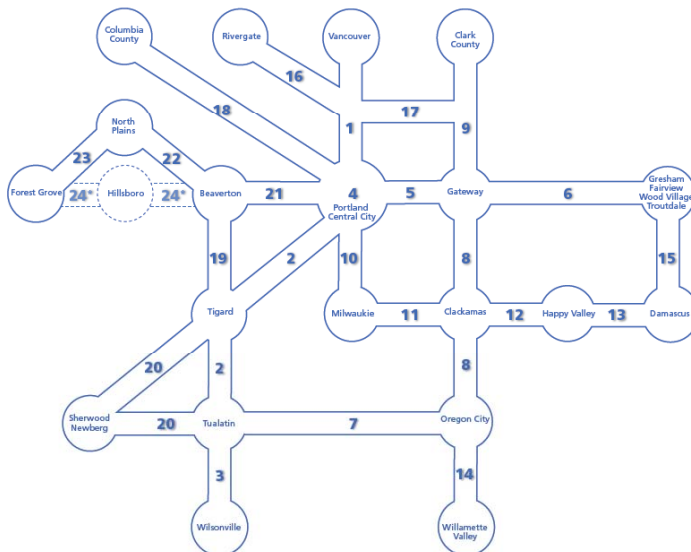 Columbia
County
Rivergate
Vancouver
Clark
County
16
18
17
1
9
North
Plains
23
22
Forest Grove
24*
Hillsboro
24*
Beaverton
21
4
Portland
Central City
5
Gateway
6
Gresham
Fairview
Wood Village
Troutdale
19
2
10
8
15
Tigard
Milwaukie
11
Clackamas
12
Happy Valley
13
Damascus
20
2
8
Sherwood
Newberg
20
Tualatin
7
Oregon City
3
14
Wilsonville
Willamette
Valley